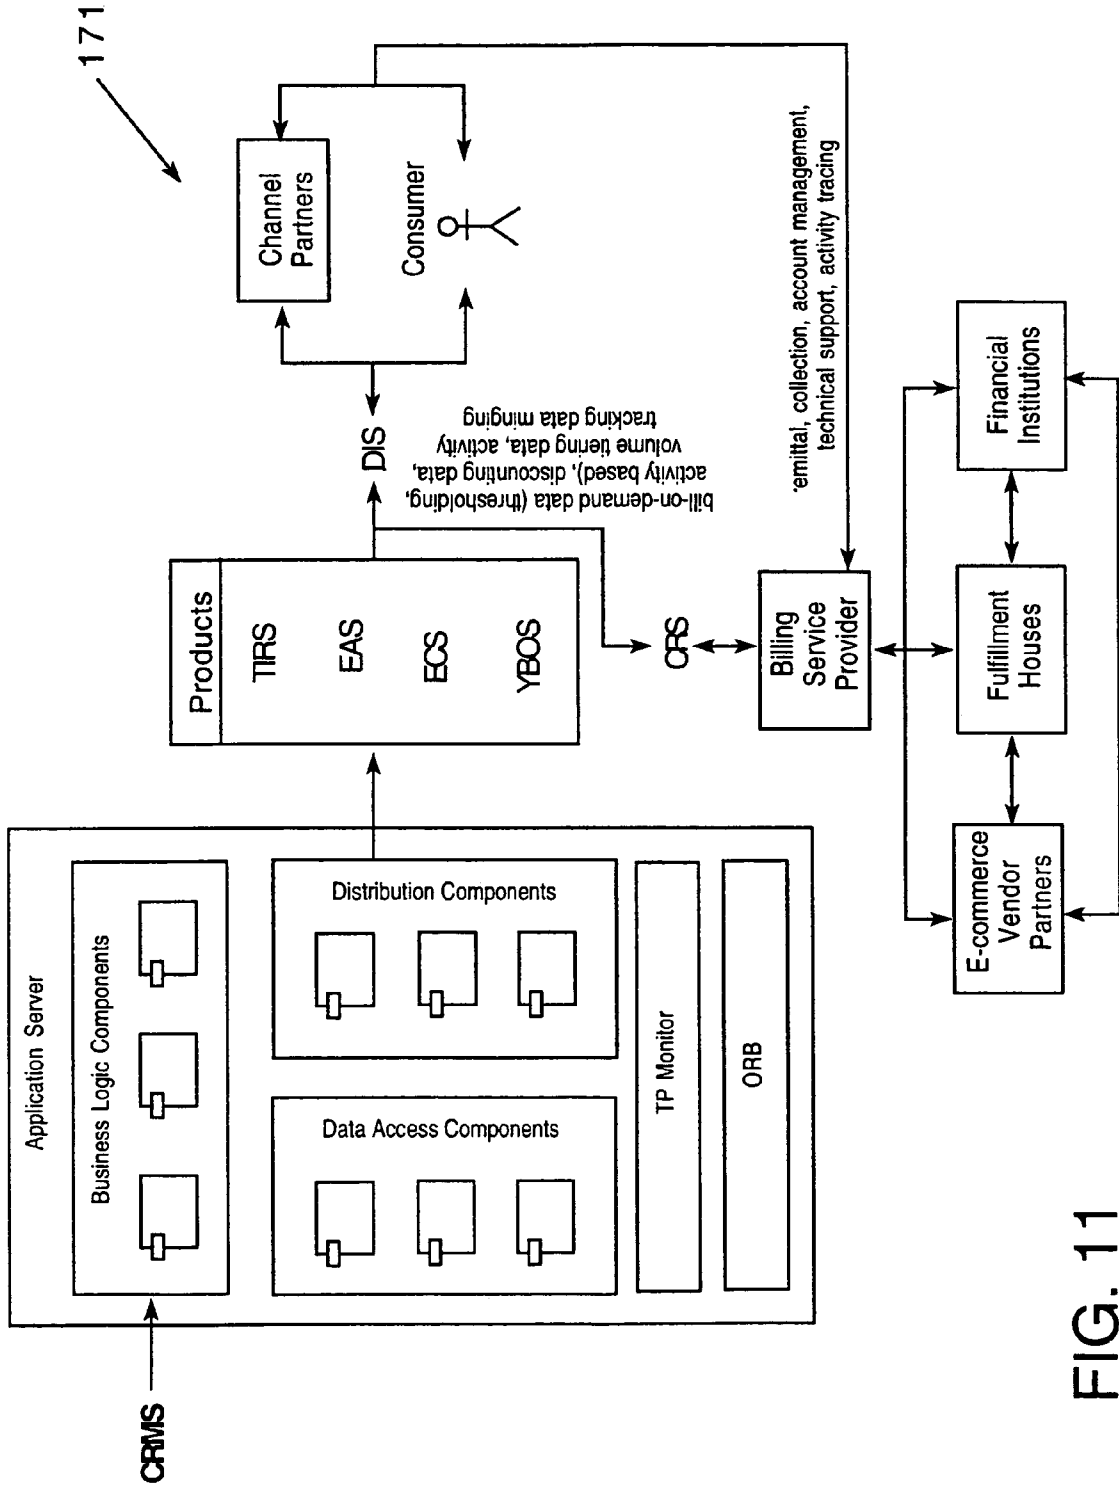 171
Application Server
CRMS
Business Logic Components
Data Access Components
Distribution Components
TP Monitor
ORB
Products
EAS
ECS
YBOS
DIS
Channel
Partners
Consumer
bill-on-demand data (thresholding,
activity based), discounting data,
volume tiering data, activity
tracking data minging
CRS
Billing
Service
Provider
emittal, collection, account management,
technical support, activity tracing
E-commerce
Vendor
Partners
Fulfillment
Houses
Financial
Institutions
FIG. 11